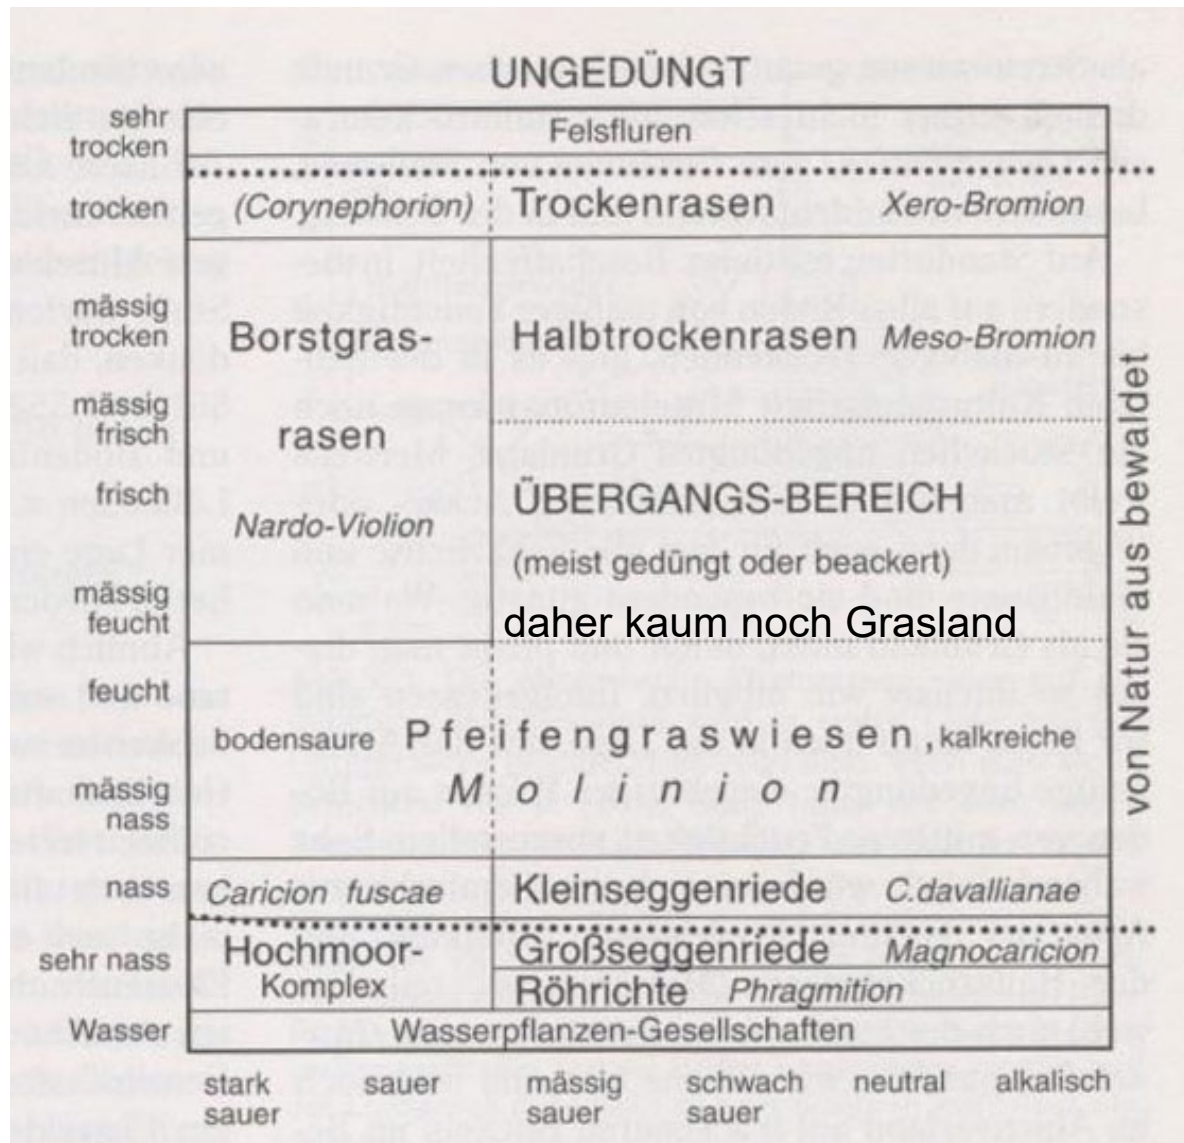 UNGEDÜNGT
sehr
trocken
Felsfluren
trocken
(Corynephorion)
Trockenrasen
Xero-Bromion
mässig
trocken
Borstgras-
Halbtrockenrasen
Meso-Bromion
mässig
frisch
rasen
frisch
Nardo-Violion
ÜBERGANGS-BEREICH
(meist gedüngt oder beackert)
mässig
feucht
daher kaum noch Grasland
feucht
bodensaure Pfeifengraswiesen, kalkreiche
mässig
nass
Molinion
nass
Caricion fuscae
Kleinseggenriede
C.davallianae
sehr nass
Hochmoor-
Komplex
Großseggenriede
Magnocaricion
Röhrichte
Phragmition
Wasser
Wasserpflanzen-Gesellschaften
von Natur aus bewaldet
stark
sauer
sauer
mässig
sauer
schwach
sauer
neutral
alkalisch